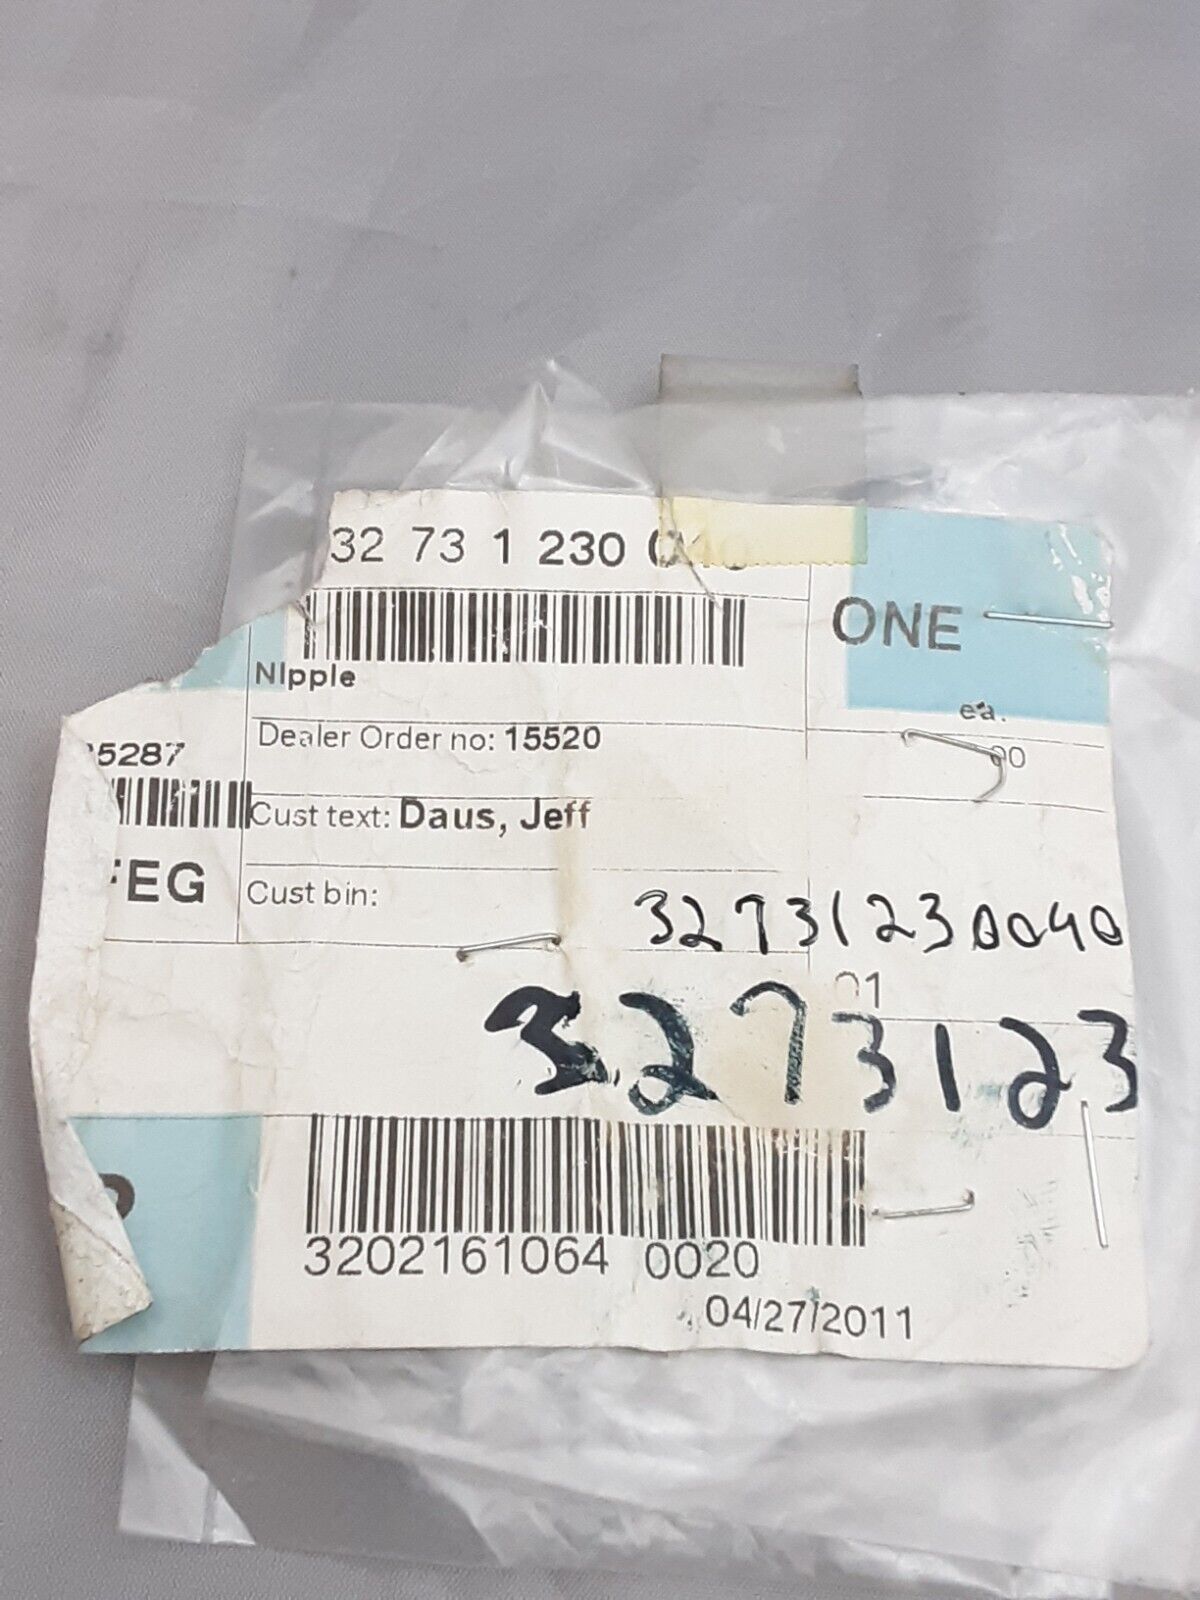 32 73 1 230
ONE
NIpple
ea.
Dealer Order no: 15520
00
5287
Cust text: Daus, Jeff
FEG
Cust bin:
32731230040
01
3273123
3202161064 0020
04/27/2011